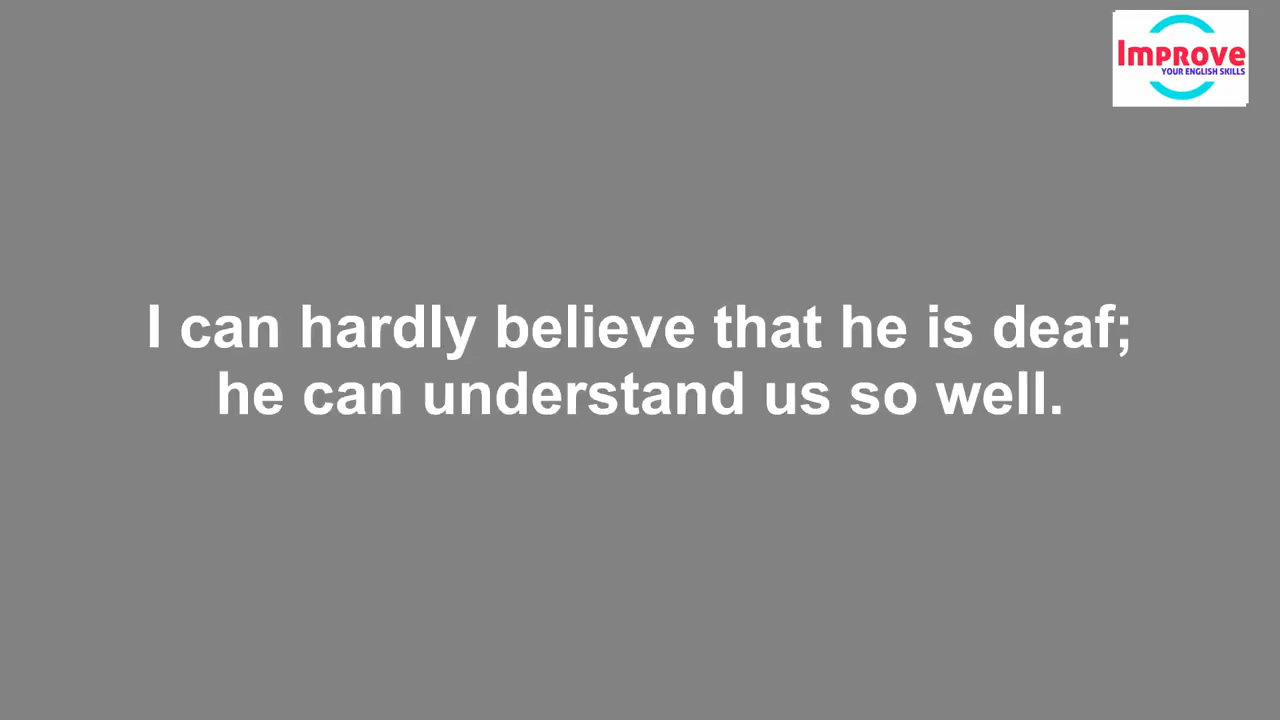 Improve
YOUR ENGLISH SKILLS
I can hardly believe that he is deaf;
he can understand us so well.